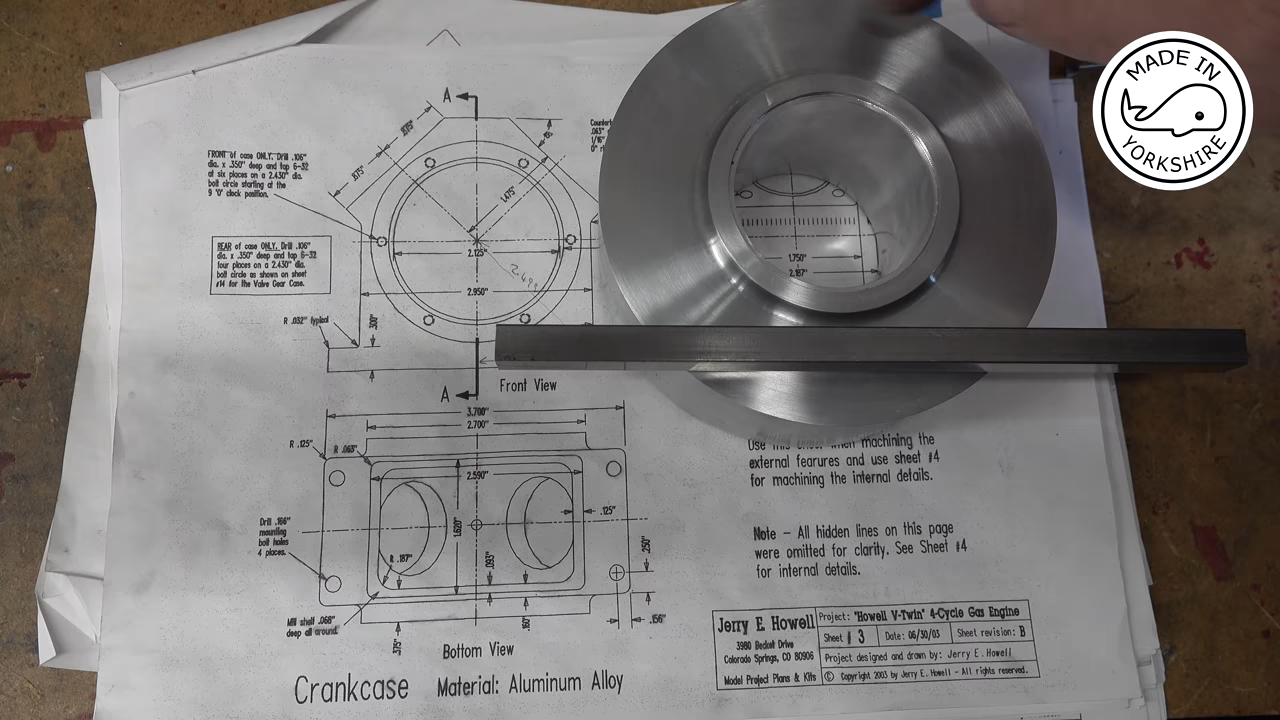 MADE IN
YORKSHIRE
A
.875"
.875"
1.475"
FRONT of case ONLY. Drill .106"
dia. x .350" deep and tap 6-32
at six places on a 2.430" dia.
bolt circle starting at the
9 'O' clock position.
REAR of case ONLY. Drill .106"
dia. x .350" deep and tap 6-32
four places on a 2.430" dia.
bolt circle as shown on sheet
#14 for the Valve Gear Case.
2.125"
2.950"
1.750"
2.187"
R .032" typical
.300"
A
Front View
3.700"
2.700"
R .125"
R .063"
2.590"
1.620"
.125"
Drill .166"
mounting
bolt holes
4 places.
R .187"
.093"
.250"
Mill shelf .068"
deep all around.
.375"
.160"
.156"
Bottom View
Crankcase Material: Aluminum Alloy
Use this sheet when machining the
external fearures and use sheet #4
for machining the internal details.
Note - All hidden lines on this page
were omitted for clarity. See Sheet #4
for internal details.
Jerry E. Howell
3980 Becket Drive
Colorado Springs, CO 80906
Model Project Plans & Kits
Project: "Howell V-Twin" 4-Cycle Gas Engine
Sheet # 3 Date: 06/30/03 Sheet revision: B
Project designed and drawn by: Jerry E. Howell
© Copyright 2003 by Jerry E. Howell - All rights reserved.